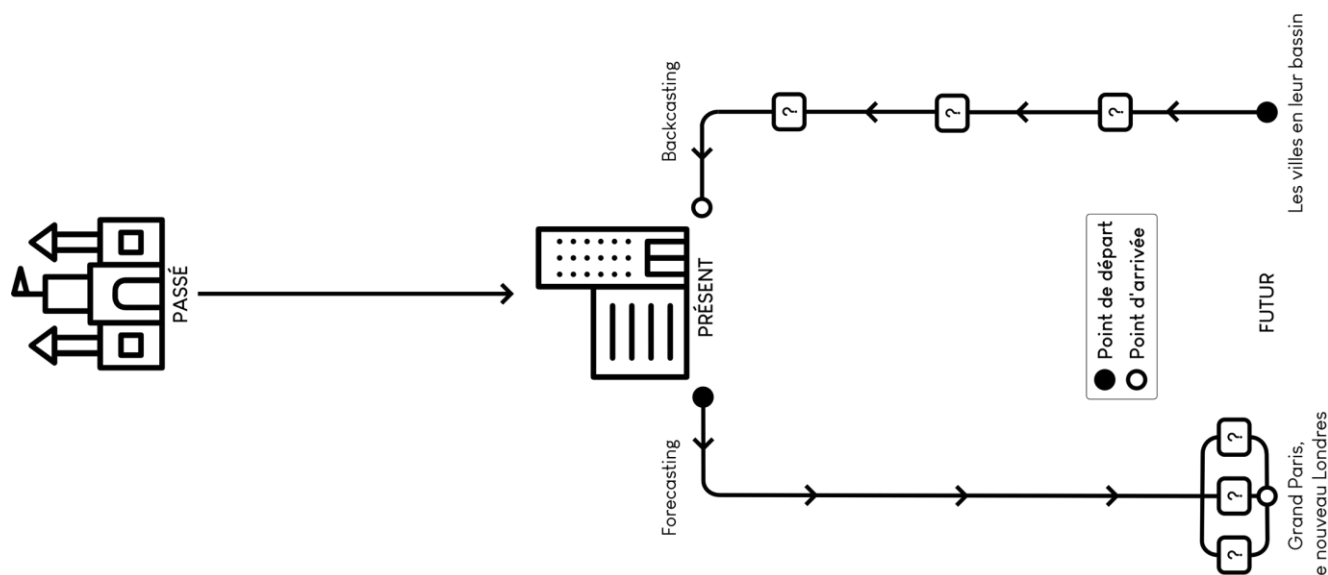 PASSÉ
PRÉSENT
Forecasting
Backcasting
?
?
?
Point de départ
Point d'arrivée
FUTUR
?
?
?
Grand Paris,
e nouveau Londres
Les villes en leur bassin